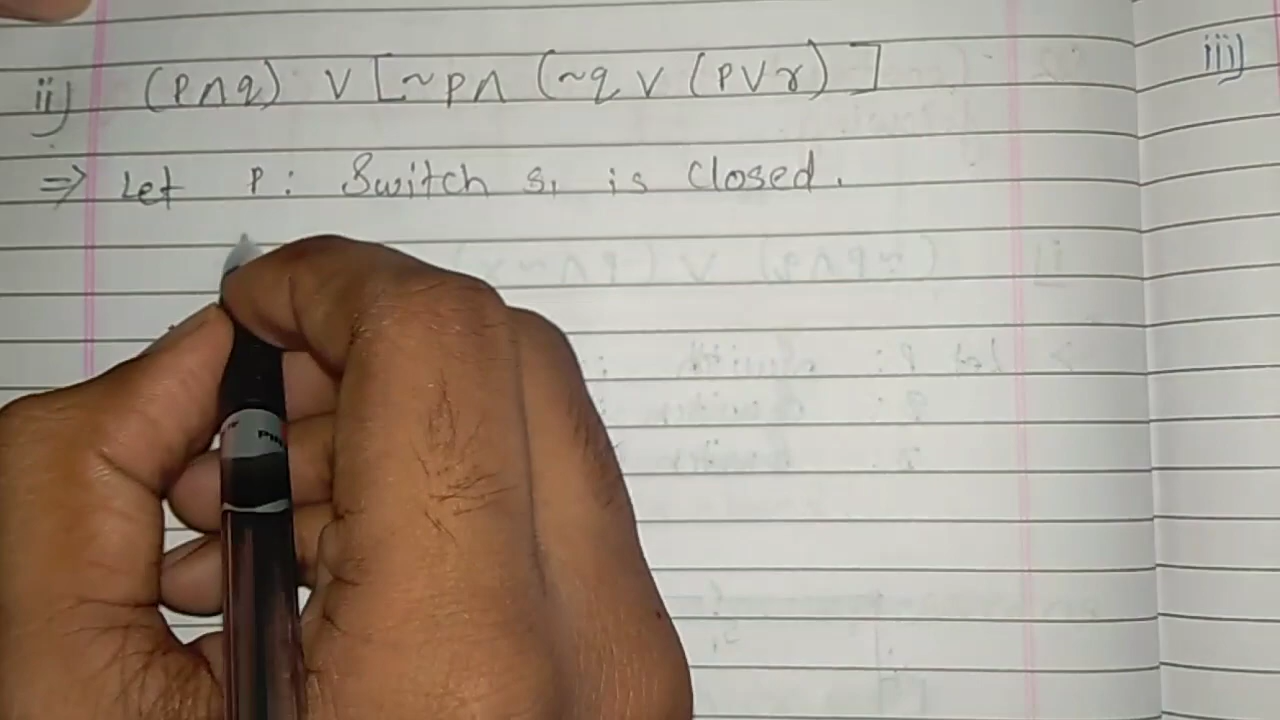 ii) (p∧q) ∨ [~p∧ (~q ∨ (p∨r) ]
iii)
⇒ Let p : Switch s₁ is closed.